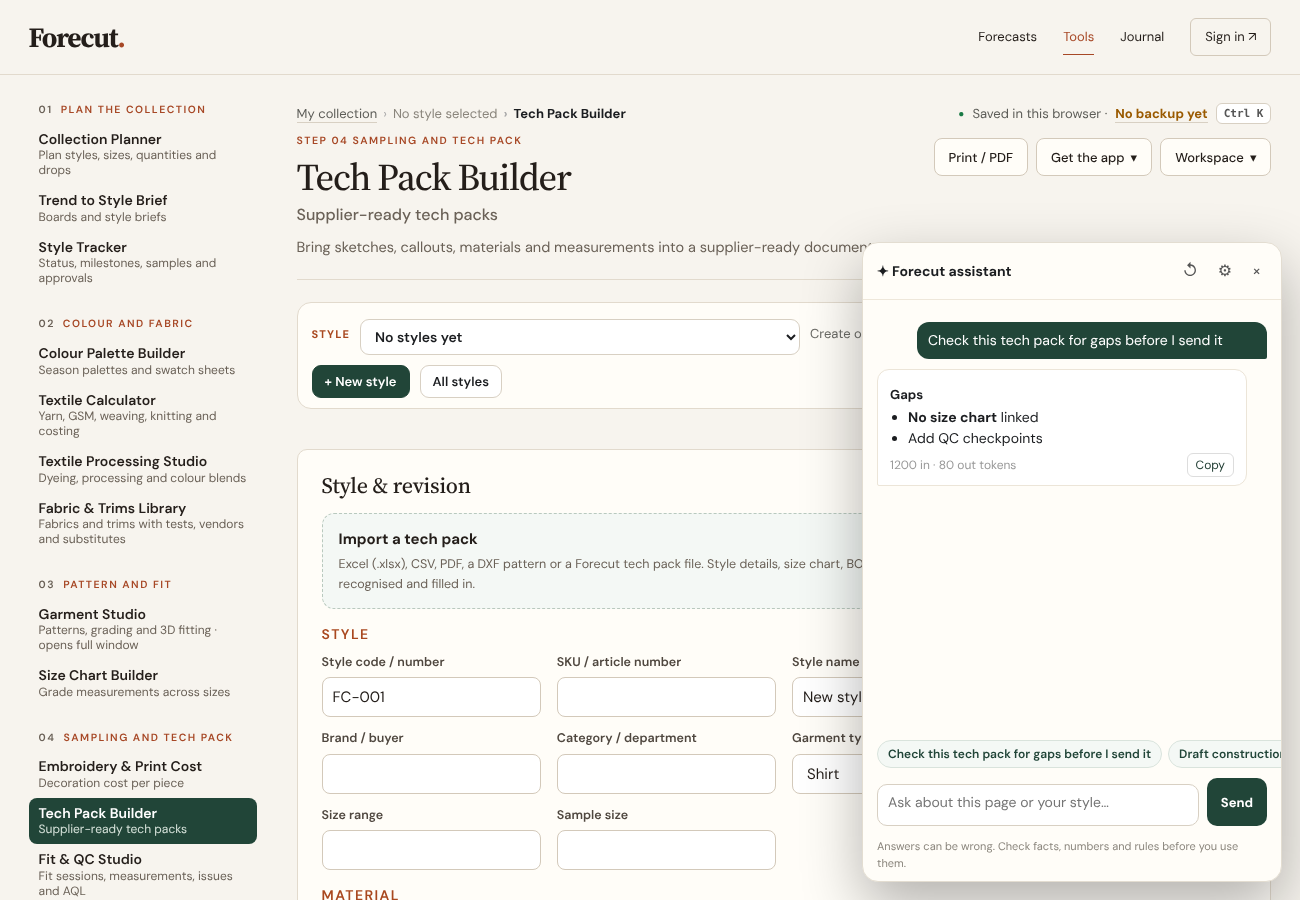 Forecut.
Forecasts
Tools
Journal
Sign in ↗
01 PLAN THE COLLECTION
Collection Planner
Plan styles, sizes, quantities and
drops
Trend to Style Brief
Boards and style briefs
Style Tracker
Status, milestones, samples and
approvals
02 COLOUR AND FABRIC
Colour Palette Builder
Season palettes and swatch sheets
Textile Calculator
Yarn, GSM, weaving, knitting and
costing
Textile Processing Studio
Dyeing, processing and colour blends
Fabric & Trims Library
Fabrics and trims with tests, vendors
and substitutes
03 PATTERN AND FIT
Garment Studio
Patterns, grading and 3D fitting ·
opens full window
Size Chart Builder
Grade measurements across sizes
04 SAMPLING AND TECH PACK
Embroidery & Print Cost
Decoration cost per piece
Tech Pack Builder
Supplier-ready tech packs
Fit & QC Studio
Fit sessions, measurements, issues
and AQL
My collection › No style selected › Tech Pack Builder
Saved in this browser · No backup yet Ctrl K
STEP 04 SAMPLING AND TECH PACK
Tech Pack Builder
Print / PDF
Get the app ▾
Workspace ▾
Supplier-ready tech packs
Bring sketches, callouts, materials and measurements into a supplier-ready documen
STYLE
No styles yet
Create o
+ New style
All styles
Style & revision
Import a tech pack
Excel (.xlsx), CSV, PDF, a DXF pattern or a Forecut tech pack file. Style details, size chart, BO
recognised and filled in.
STYLE
Style code / number
SKU / article number
Style name
FC-001
New styl
Brand / buyer
Category / department
Garment ty
Shirt
Size range
Sample size
MATERIAL
✦ Forecut assistant
×
Check this tech pack for gaps before I send it
Gaps
• No size chart linked
• Add QC checkpoints
1200 in · 80 out tokens
Copy
Check this tech pack for gaps before I send it
Draft construction
Ask about this page or your style…
Send
Answers can be wrong. Check facts, numbers and rules before you use
them.